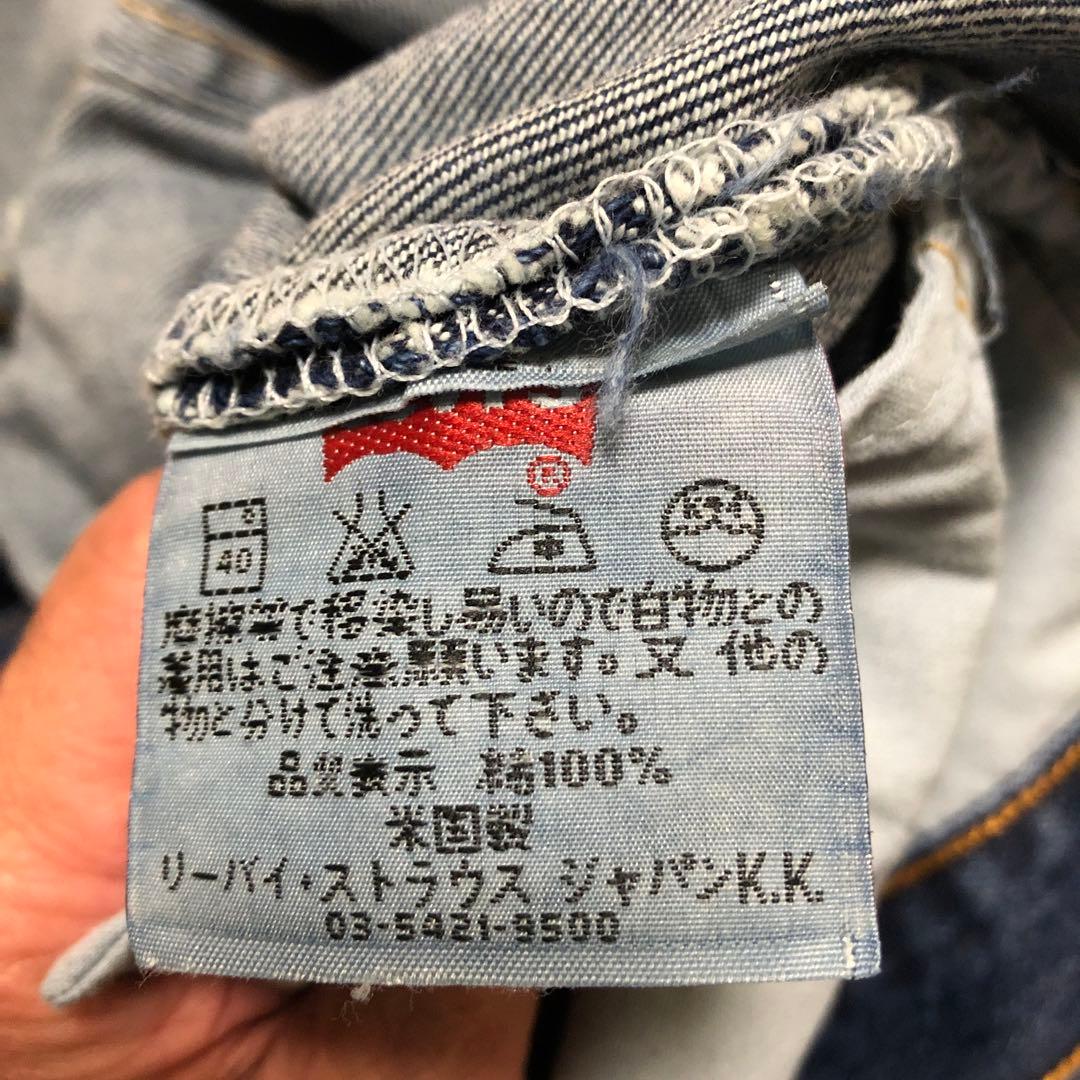 ®
40
摩擦等で移染し易いので白物との
着用はご注意願います。又 他の
物と分けて洗って下さい。
品質表示 綿100%
米国製
リーバイ・ストラウス ジャパンK.K.
03-5421-9500